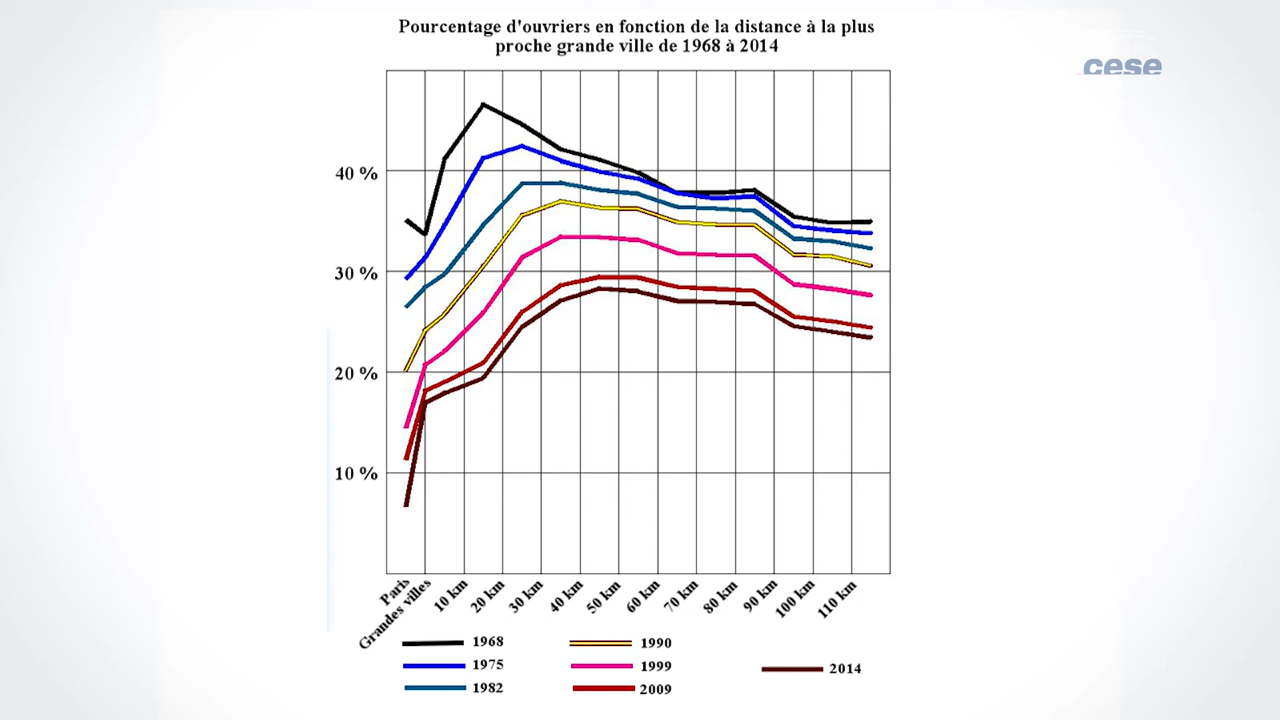 Pourcentage d'ouvriers en fonction de la distance à la plus
proche grande ville de 1968 à 2014
cese
40 %
30 %
20 %
10 %
Paris
Grandes villes
10 km
20 km
30 km
40 km
50 km
60 km
70 km
80 km
90 km
100 km
110 km
1968
1990
1975
1999
2014
1982
2009